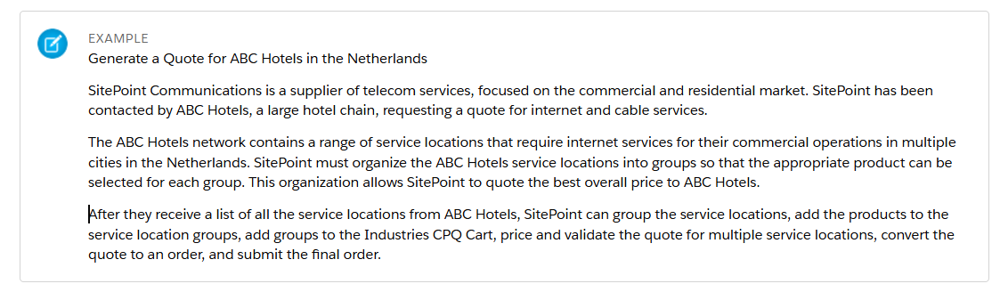 EXAMPLE
Generate a Quote for ABC Hotels in the Netherlands
SitePoint Communications is a supplier of telecom services, focused on the commercial and residential market. SitePoint has been
contacted by ABC Hotels, a large hotel chain, requesting a quote for internet and cable services.
The ABC Hotels network contains a range of service locations that require internet services for their commercial operations in multiple
cities in the Netherlands. SitePoint must organize the ABC Hotels service locations into groups so that the appropriate product can be
selected for each group. This organization allows SitePoint to quote the best overall price to ABC Hotels.
After they receive a list of all the service locations from ABC Hotels, SitePoint can group the service locations, add the products to the
service location groups, add groups to the Industries CPQ Cart, price and validate the quote for multiple service locations, convert the
quote to an order, and submit the final order.